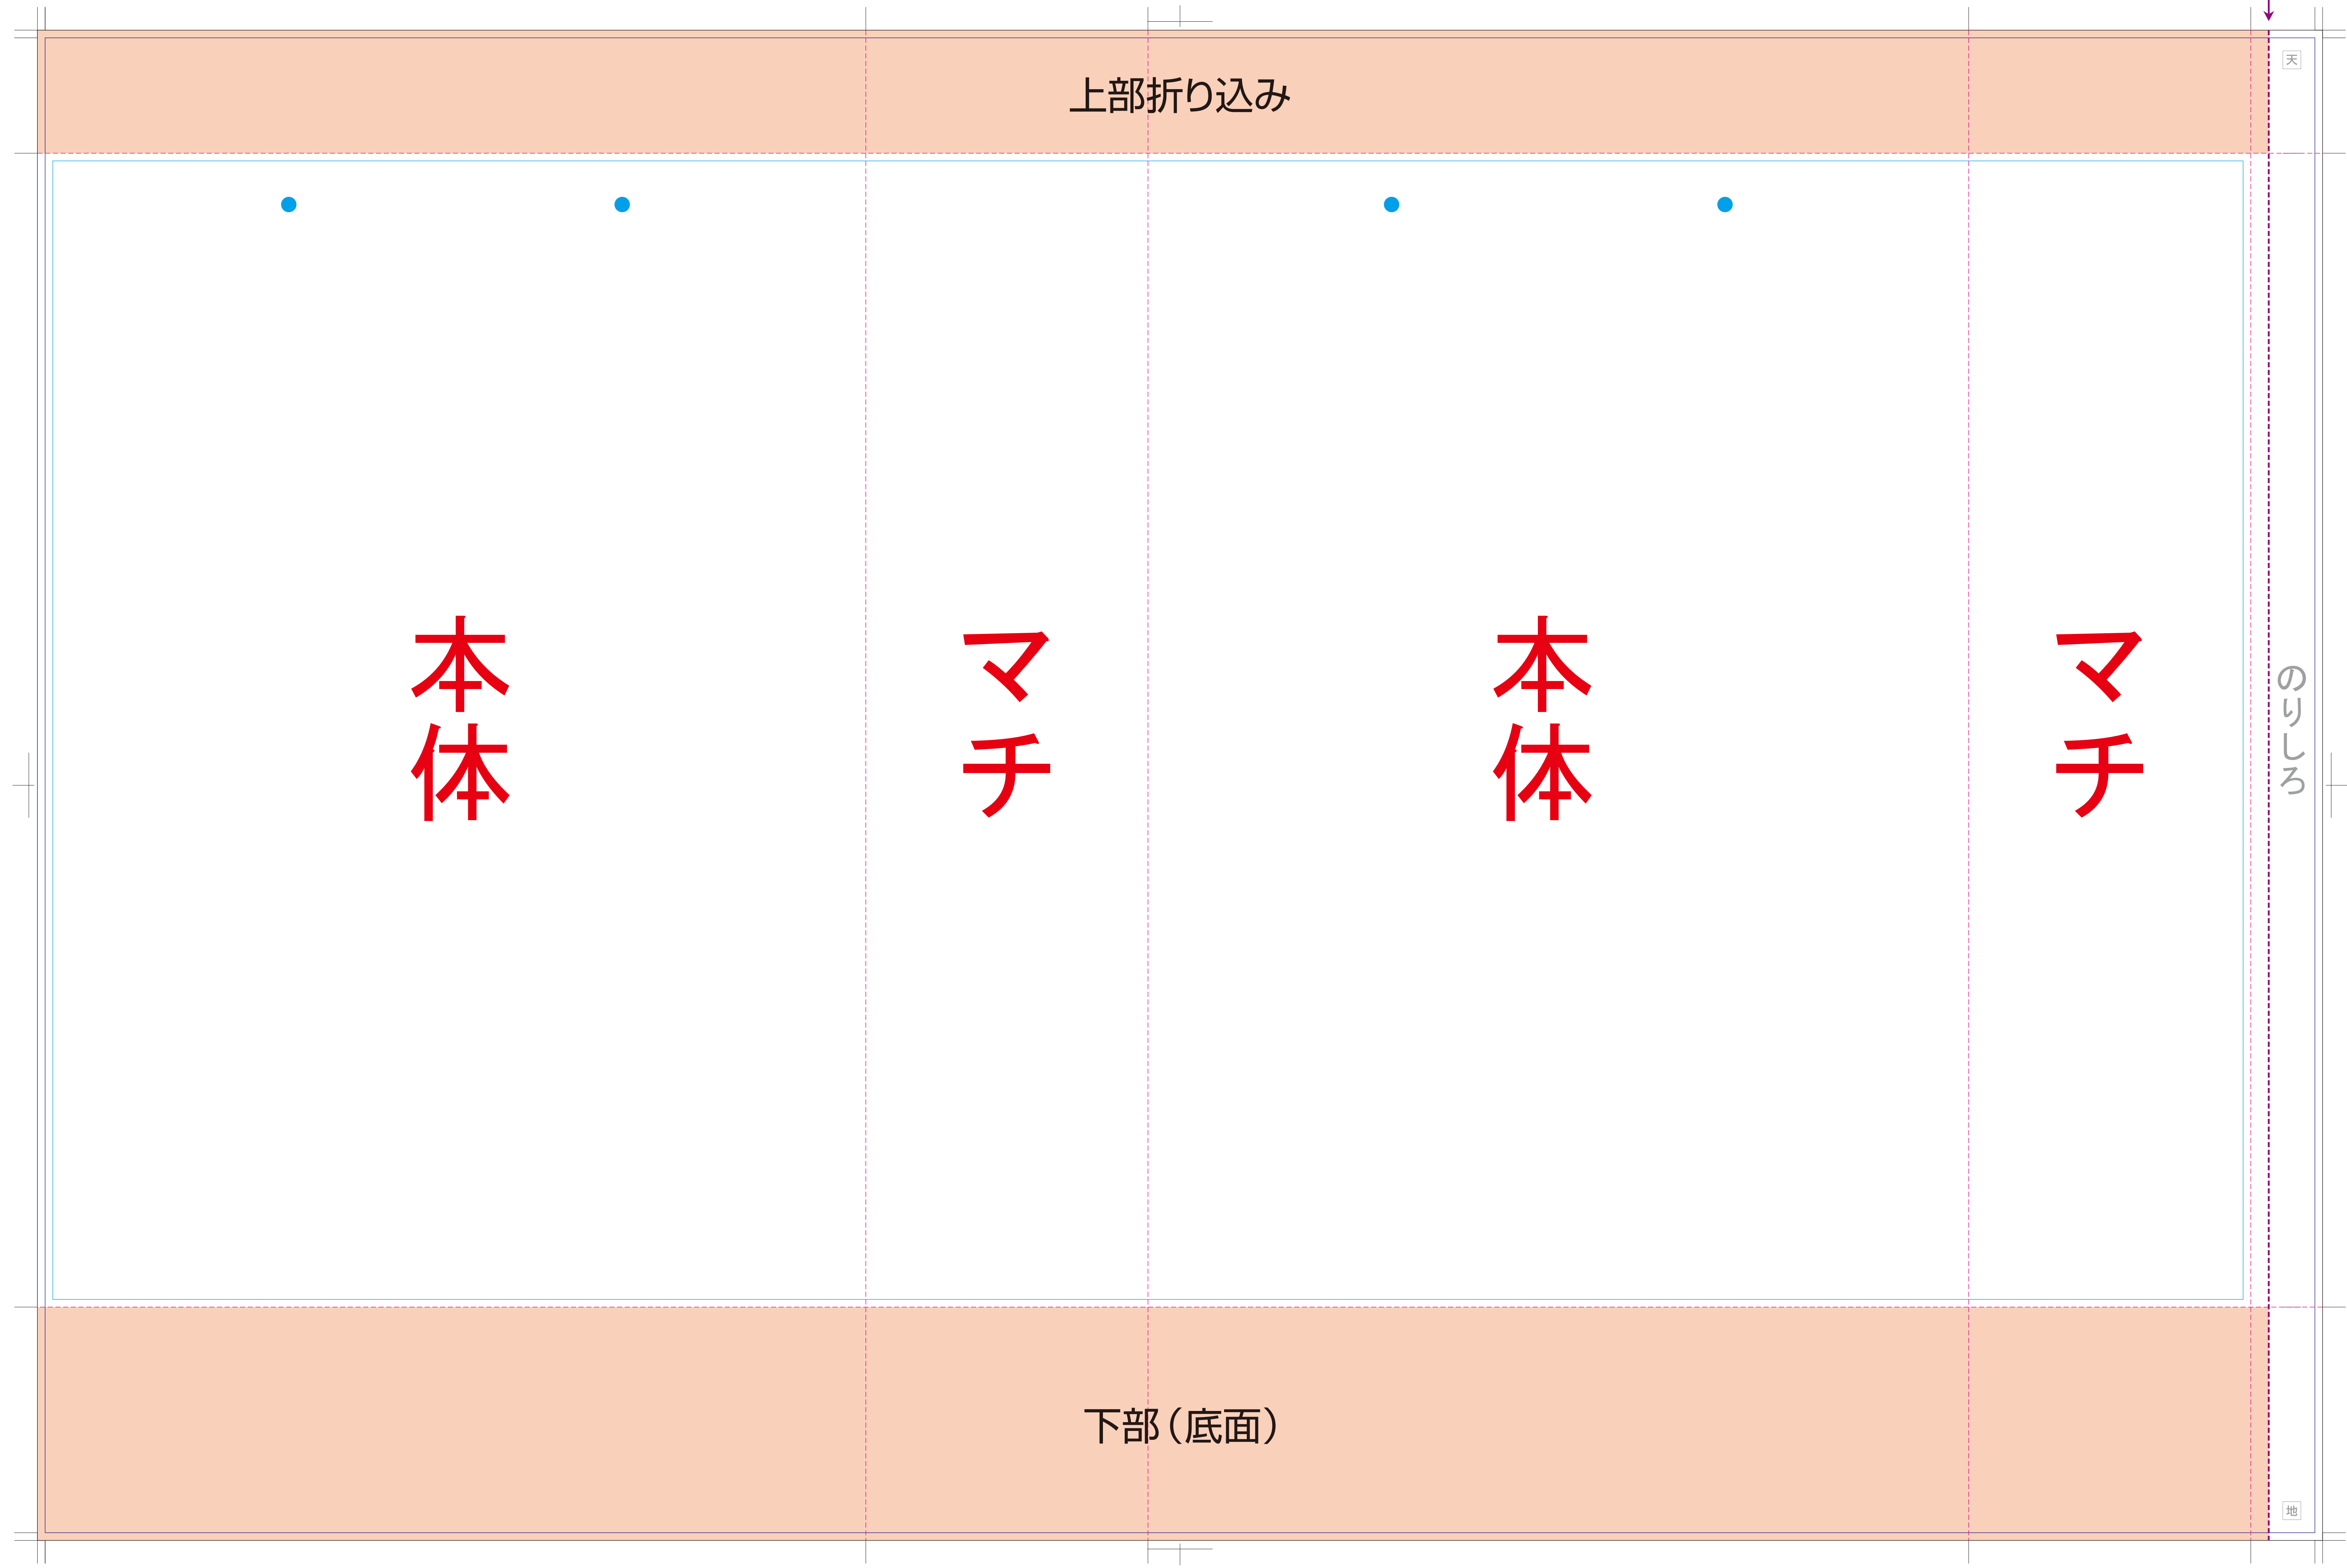 上部折り込み
天
本体
マチ
本体
マチ
のりしろ
下部（底面）
地